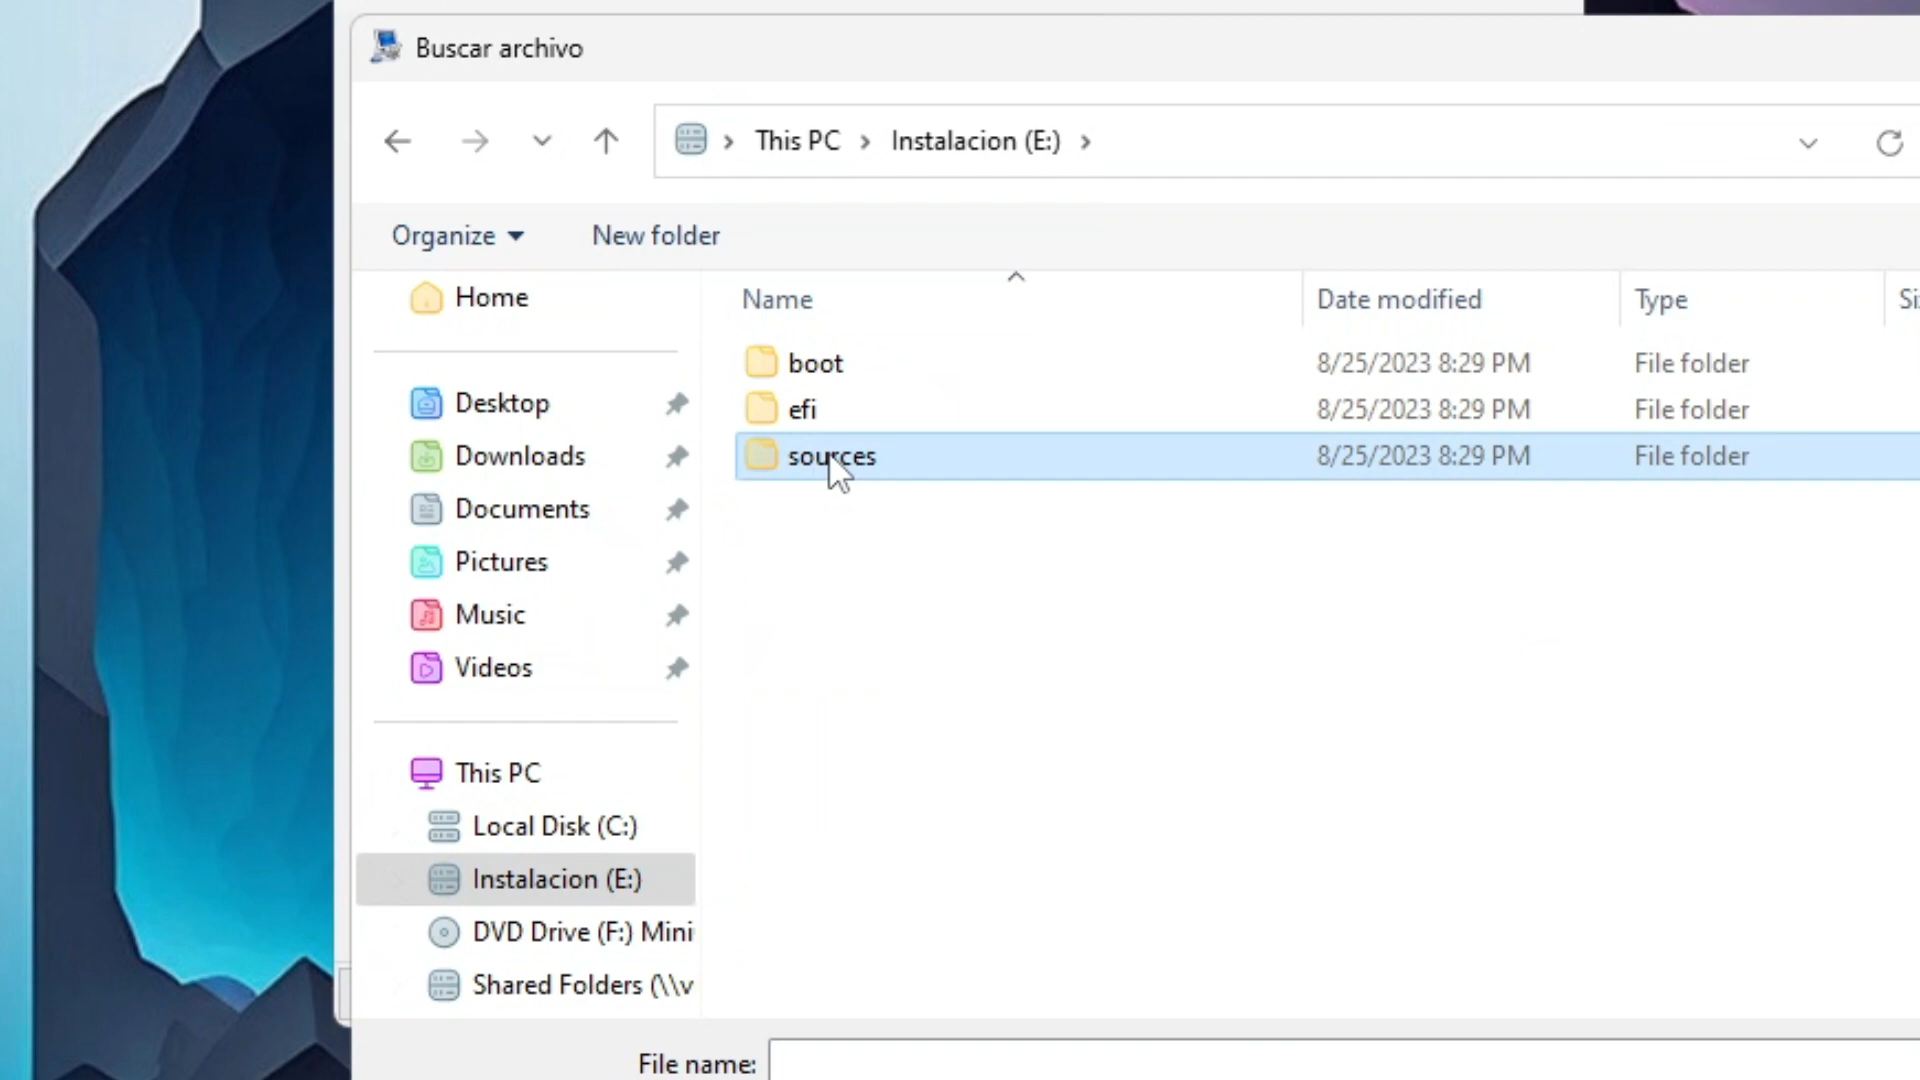 Buscar archivo
This PC
Instalacion (E:)
Organize
New folder
Home
Desktop
Downloads
Documents
Pictures
Music
Videos
This PC
Local Disk (C:)
Instalacion (E:)
DVD Drive (F:) Mini
Shared Folders (\\v
Name Date modified Type Si
boot 8/25/2023 8:29 PM File folder
efi 8/25/2023 8:29 PM File folder
sources 8/25/2023 8:29 PM File folder
File name: